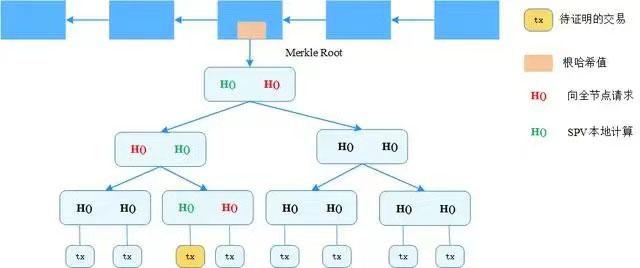 tx 待证明的交易
Merkle Root
根哈希值
H() H()
H() 向全节点请求
H() H() H() H()
H() SPV本地计算
H() H() H() H() H() H() H() H()
tx tx tx tx tx tx tx tx